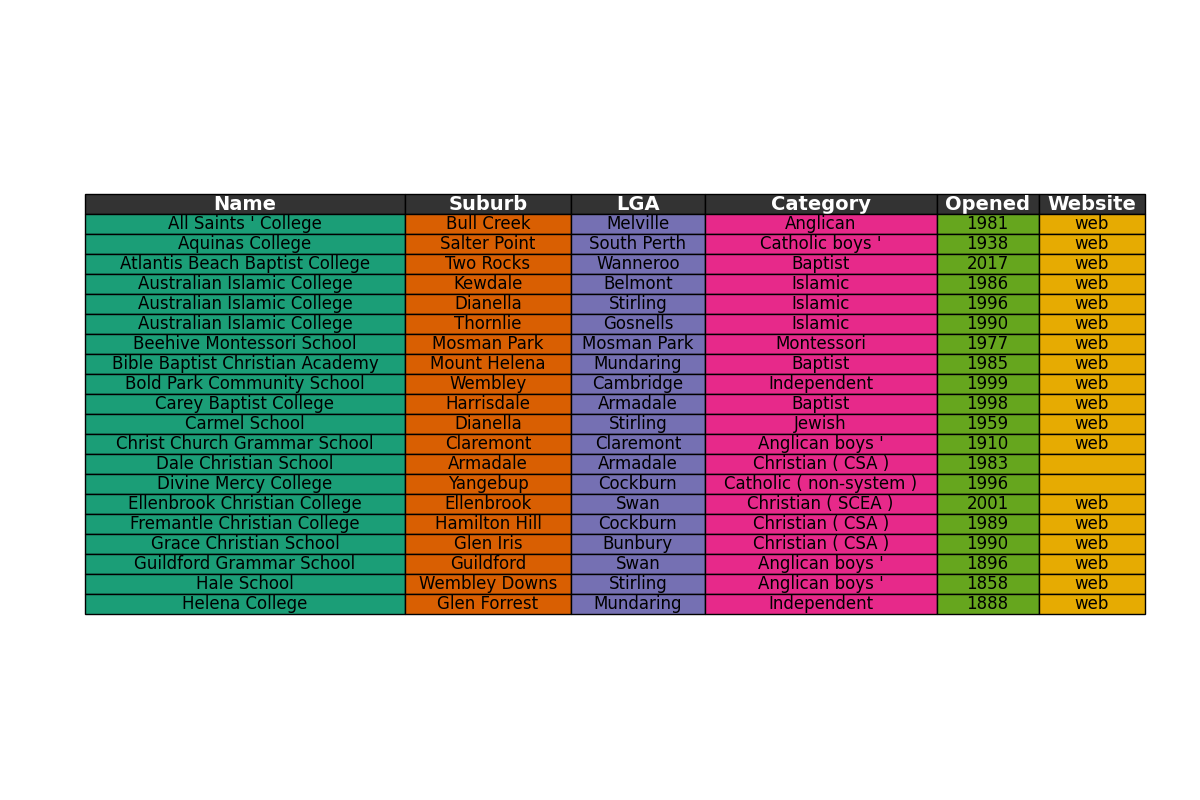 Name Suburb LGA Category Opened Website
All Saints ' College Bull Creek Melville Anglican 1981 web
Aquinas College Salter Point South Perth Catholic boys ' 1938 web
Atlantis Beach Baptist College Two Rocks Wanneroo Baptist 2017 web
Australian Islamic College Kewdale Belmont Islamic 1986 web
Australian Islamic College Dianella Stirling Islamic 1996 web
Australian Islamic College Thornlie Gosnells Islamic 1990 web
Beehive Montessori School Mosman Park Mosman Park Montessori 1977 web
Bible Baptist Christian Academy Mount Helena Mundaring Baptist 1985 web
Bold Park Community School Wembley Cambridge Independent 1999 web
Carey Baptist College Harrisdale Armadale Baptist 1998 web
Carmel School Dianella Stirling Jewish 1959 web
Christ Church Grammar School Claremont Claremont Anglican boys ' 1910 web
Dale Christian School Armadale Armadale Christian ( CSA ) 1983
Divine Mercy College Yangebup Cockburn Catholic ( non-system ) 1996
Ellenbrook Christian College Ellenbrook Swan Christian ( SCEA ) 2001 web
Fremantle Christian College Hamilton Hill Cockburn Christian ( CSA ) 1989 web
Grace Christian School Glen Iris Bunbury Christian ( CSA ) 1990 web
Guildford Grammar School Guildford Swan Anglican boys ' 1896 web
Hale School Wembley Downs Stirling Anglican boys ' 1858 web
Helena College Glen Forrest Mundaring Independent 1888 web